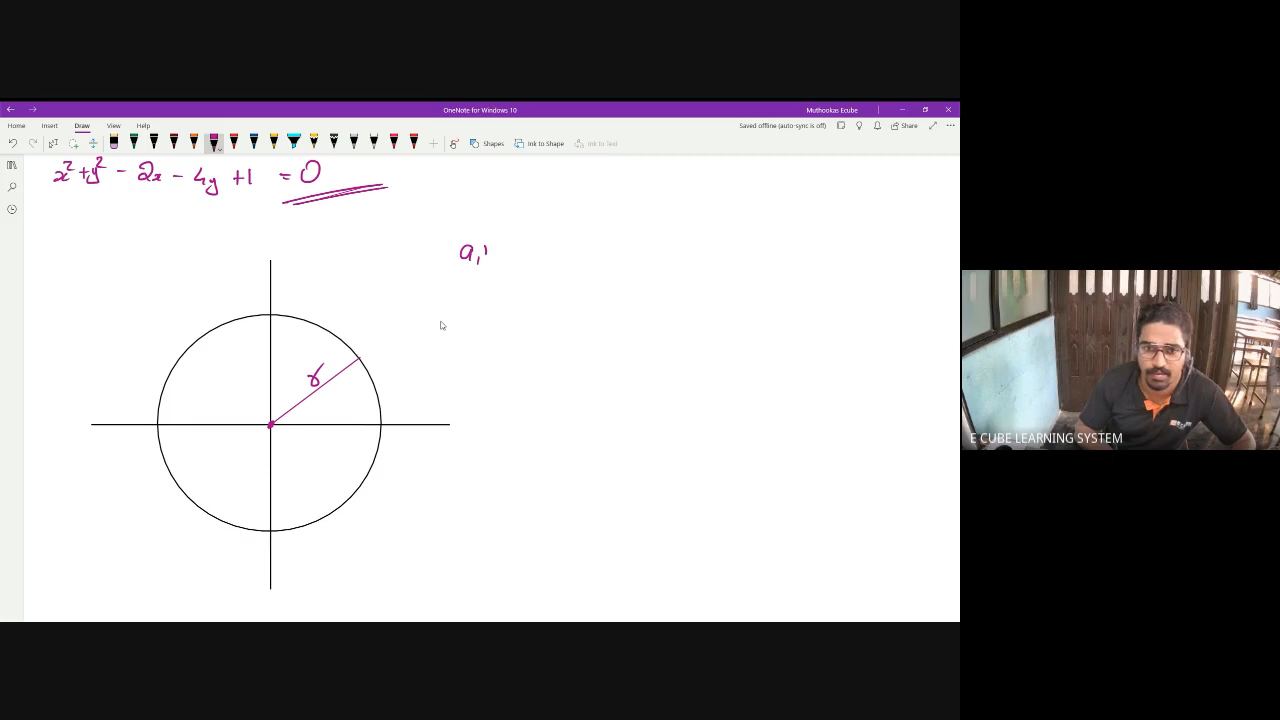 OneNote for Windows 10
Muthookas Ecube
Home Insert Draw View Help
Saved offline (auto-sync is off)
Share
Shapes
Ink to Shape
Ink to Text
x² + y² - 2x - 4y + 1 = 0
a,
r
E CUBE LEARNING SYSTEM